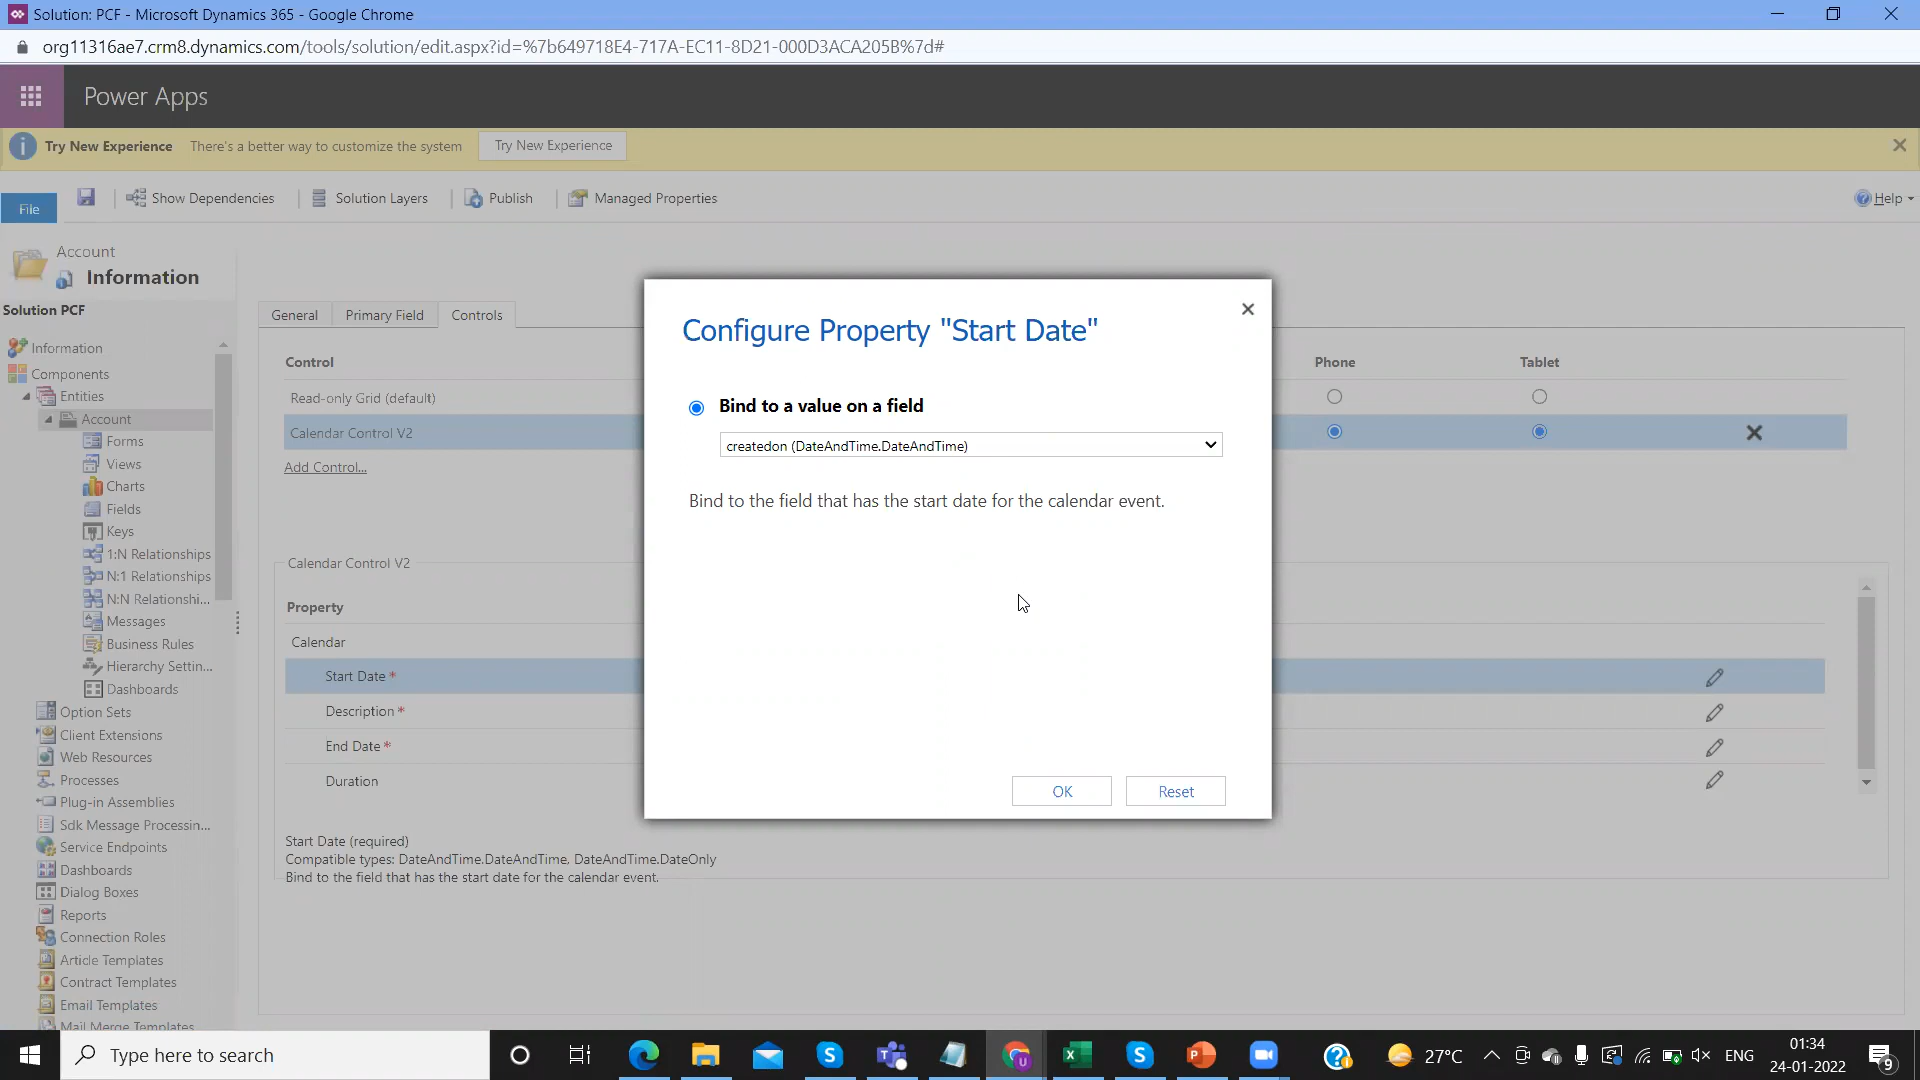 Solution: PCF - Microsoft Dynamics 365 - Google Chrome
org11316ae7.crm8.dynamics.com/tools/solution/edit.aspx?id=%7b649718E4-717A-EC11-8D21-000D3ACA205B%7d#
Power Apps
Try New Experience There's a better way to customize the system Try New Experience
File Show Dependencies Solution Layers Publish Managed Properties Help
Account
Information
Solution PCF
Information
Components
Entities
Account
Forms
Views
Charts
Fields
Keys
1:N Relationships
N:1 Relationships
N:N Relationshi...
Messages
Business Rules
Hierarchy Settin...
Dashboards
Option Sets
Client Extensions
Web Resources
Processes
Plug-in Assemblies
Sdk Message Processin...
Service Endpoints
Dashboards
Dialog Boxes
Reports
Connection Roles
Article Templates
Contract Templates
Email Templates
Mail Merge Templates
General Primary Field Controls
Control Phone Tablet
Read-only Grid (default)
Calendar Control V2
Add Control...
Calendar Control V2
Property
Calendar
Start Date *
Description *
End Date *
Duration
Start Date (required)
Compatible types: DateAndTime.DateAndTime, DateAndTime.DateOnly
Bind to the field that has the start date for the calendar event.
Configure Property "Start Date"
Bind to a value on a field
createdon (DateAndTime.DateAndTime)
Bind to the field that has the start date for the calendar event.
OK Reset
Type here to search
27°C
ENG
01:34
24-01-2022
9